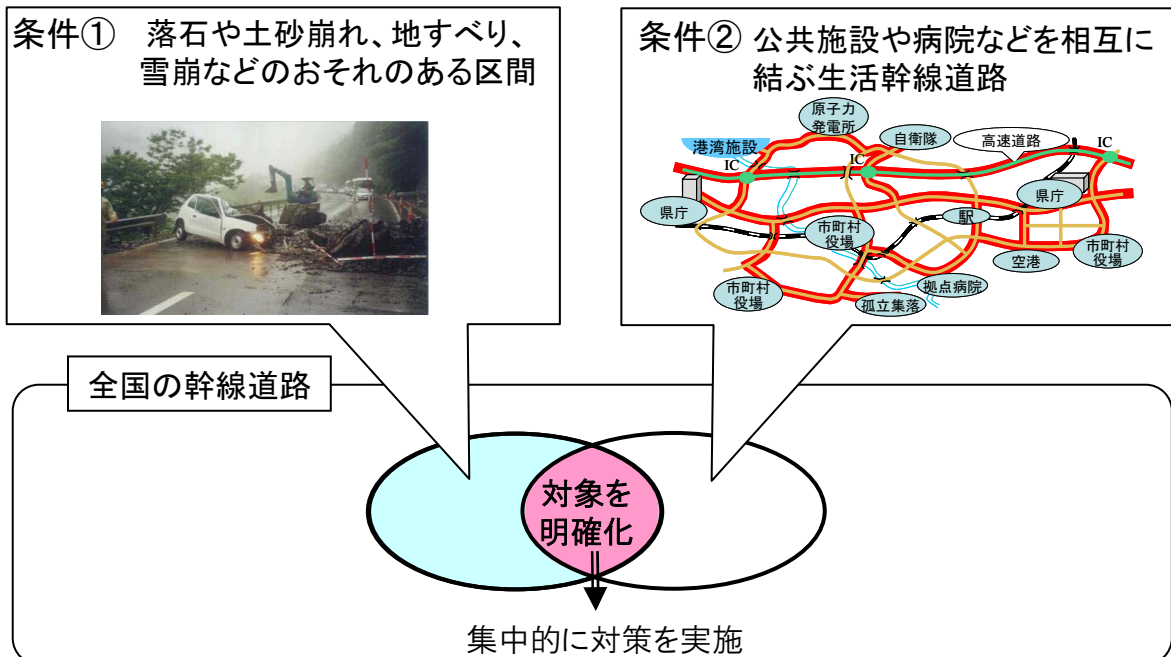 条件① 落石や土砂崩れ、地すべり、
雪崩などのおそれのある区間
条件② 公共施設や病院などを相互に
結ぶ生活幹線道路
原子力
発電所
自衛隊
高速道路
港湾施設
IC
IC
IC
県庁
県庁
駅
市町村
役場
空港
市町村
役場
市町村
役場
拠点病院
孤立集落
全国の幹線道路
対象を
明確化
集中的に対策を実施